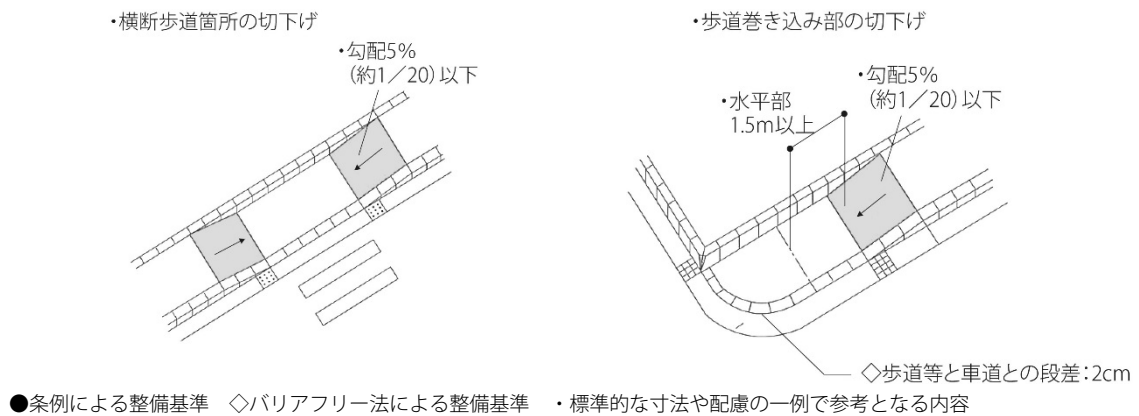 ・横断歩道箇所の切下げ
・勾配5%
(約1／20)以下
・歩道巻き込み部の切下げ
・水平部
1.5m以上
・勾配5%
(約1／20)以下
◇歩道等と車道との段差：2cm
●条例による整備基準　◇バリアフリー法による整備基準　・標準的な寸法や配慮の一例で参考となる内容